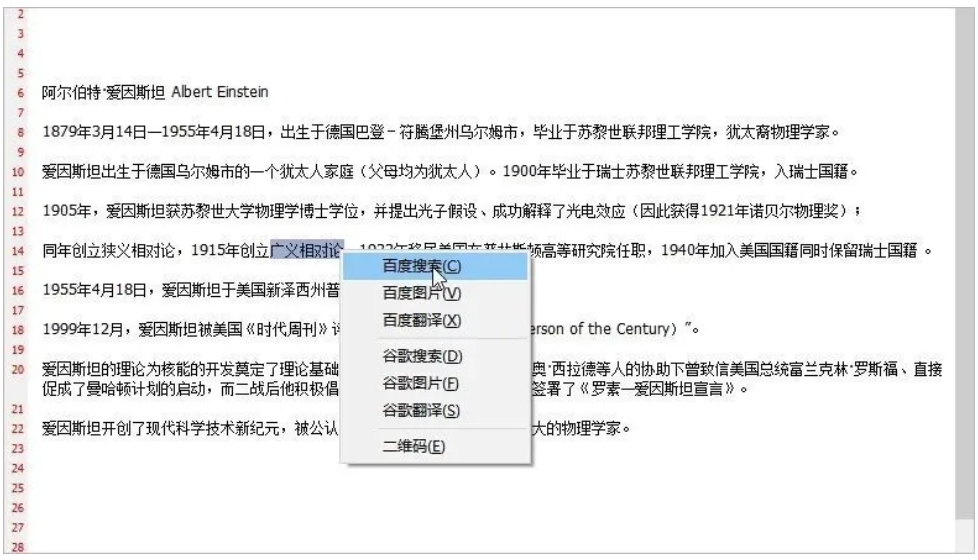 2
3
4
5
6 阿尔伯特·爱因斯坦 Albert Einstein
7
8 1879年3月14日—1955年4月18日，出生于德国巴登－符腾堡州乌尔姆市，毕业于苏黎世联邦理工学院，犹太裔物理学家。
9
10 爱因斯坦出生于德国乌尔姆市的一个犹太人家庭（父母均为犹太人）。1900年毕业于瑞士苏黎世联邦理工学院，入瑞士国籍。
11
12 1905年，爱因斯坦获苏黎世大学物理学博士学位，并提出光子假设、成功解释了光电效应（因此获得1921年诺贝尔物理奖）；
13
14 同年创立狭义相对论，1915年创立广义相对论 年移民美国在普林斯顿高等研究院任职，1940年加入美国国籍同时保留瑞士国籍 。
15
16 1955年4月18日，爱因斯坦于美国新泽西州普
17
18 1999年12月，爱因斯坦被美国《时代周刊》评 erson of the Century）”。
19
20 爱因斯坦的理论为核能的开发奠定了理论基础 奥·西拉德等人的协助下曾致信美国总统富兰克林·罗斯福、直接
促成了曼哈顿计划的启动，而二战后他积极倡 签署了《罗素—爱因斯坦宣言》。
21
22 爱因斯坦开创了现代科学技术新纪元，被公认 大的物理学家。
23
24
25
26
27
28
百度搜索(C)
百度图片(V)
百度翻译(X)
谷歌搜索(D)
谷歌图片(F)
谷歌翻译(S)
二维码(E)